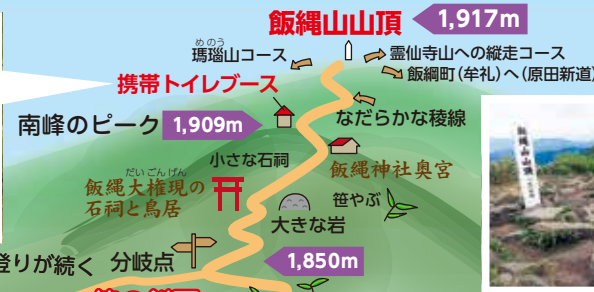 飯縄山山頂 1,917m
めのう
瑪瑙山コース
霊仙寺山への縦走コース
飯綱町(牟礼)へ(原田新道)
携帯トイレブース
南峰のピーク 1,909m
なだらかな稜線
小さな石祠
飯縄神社奥宮
だいごんげん
飯縄大権現の
石祠と鳥居
笹やぶ
大きな岩
登りが続く 分岐点
1,850m
飯縄山山頂